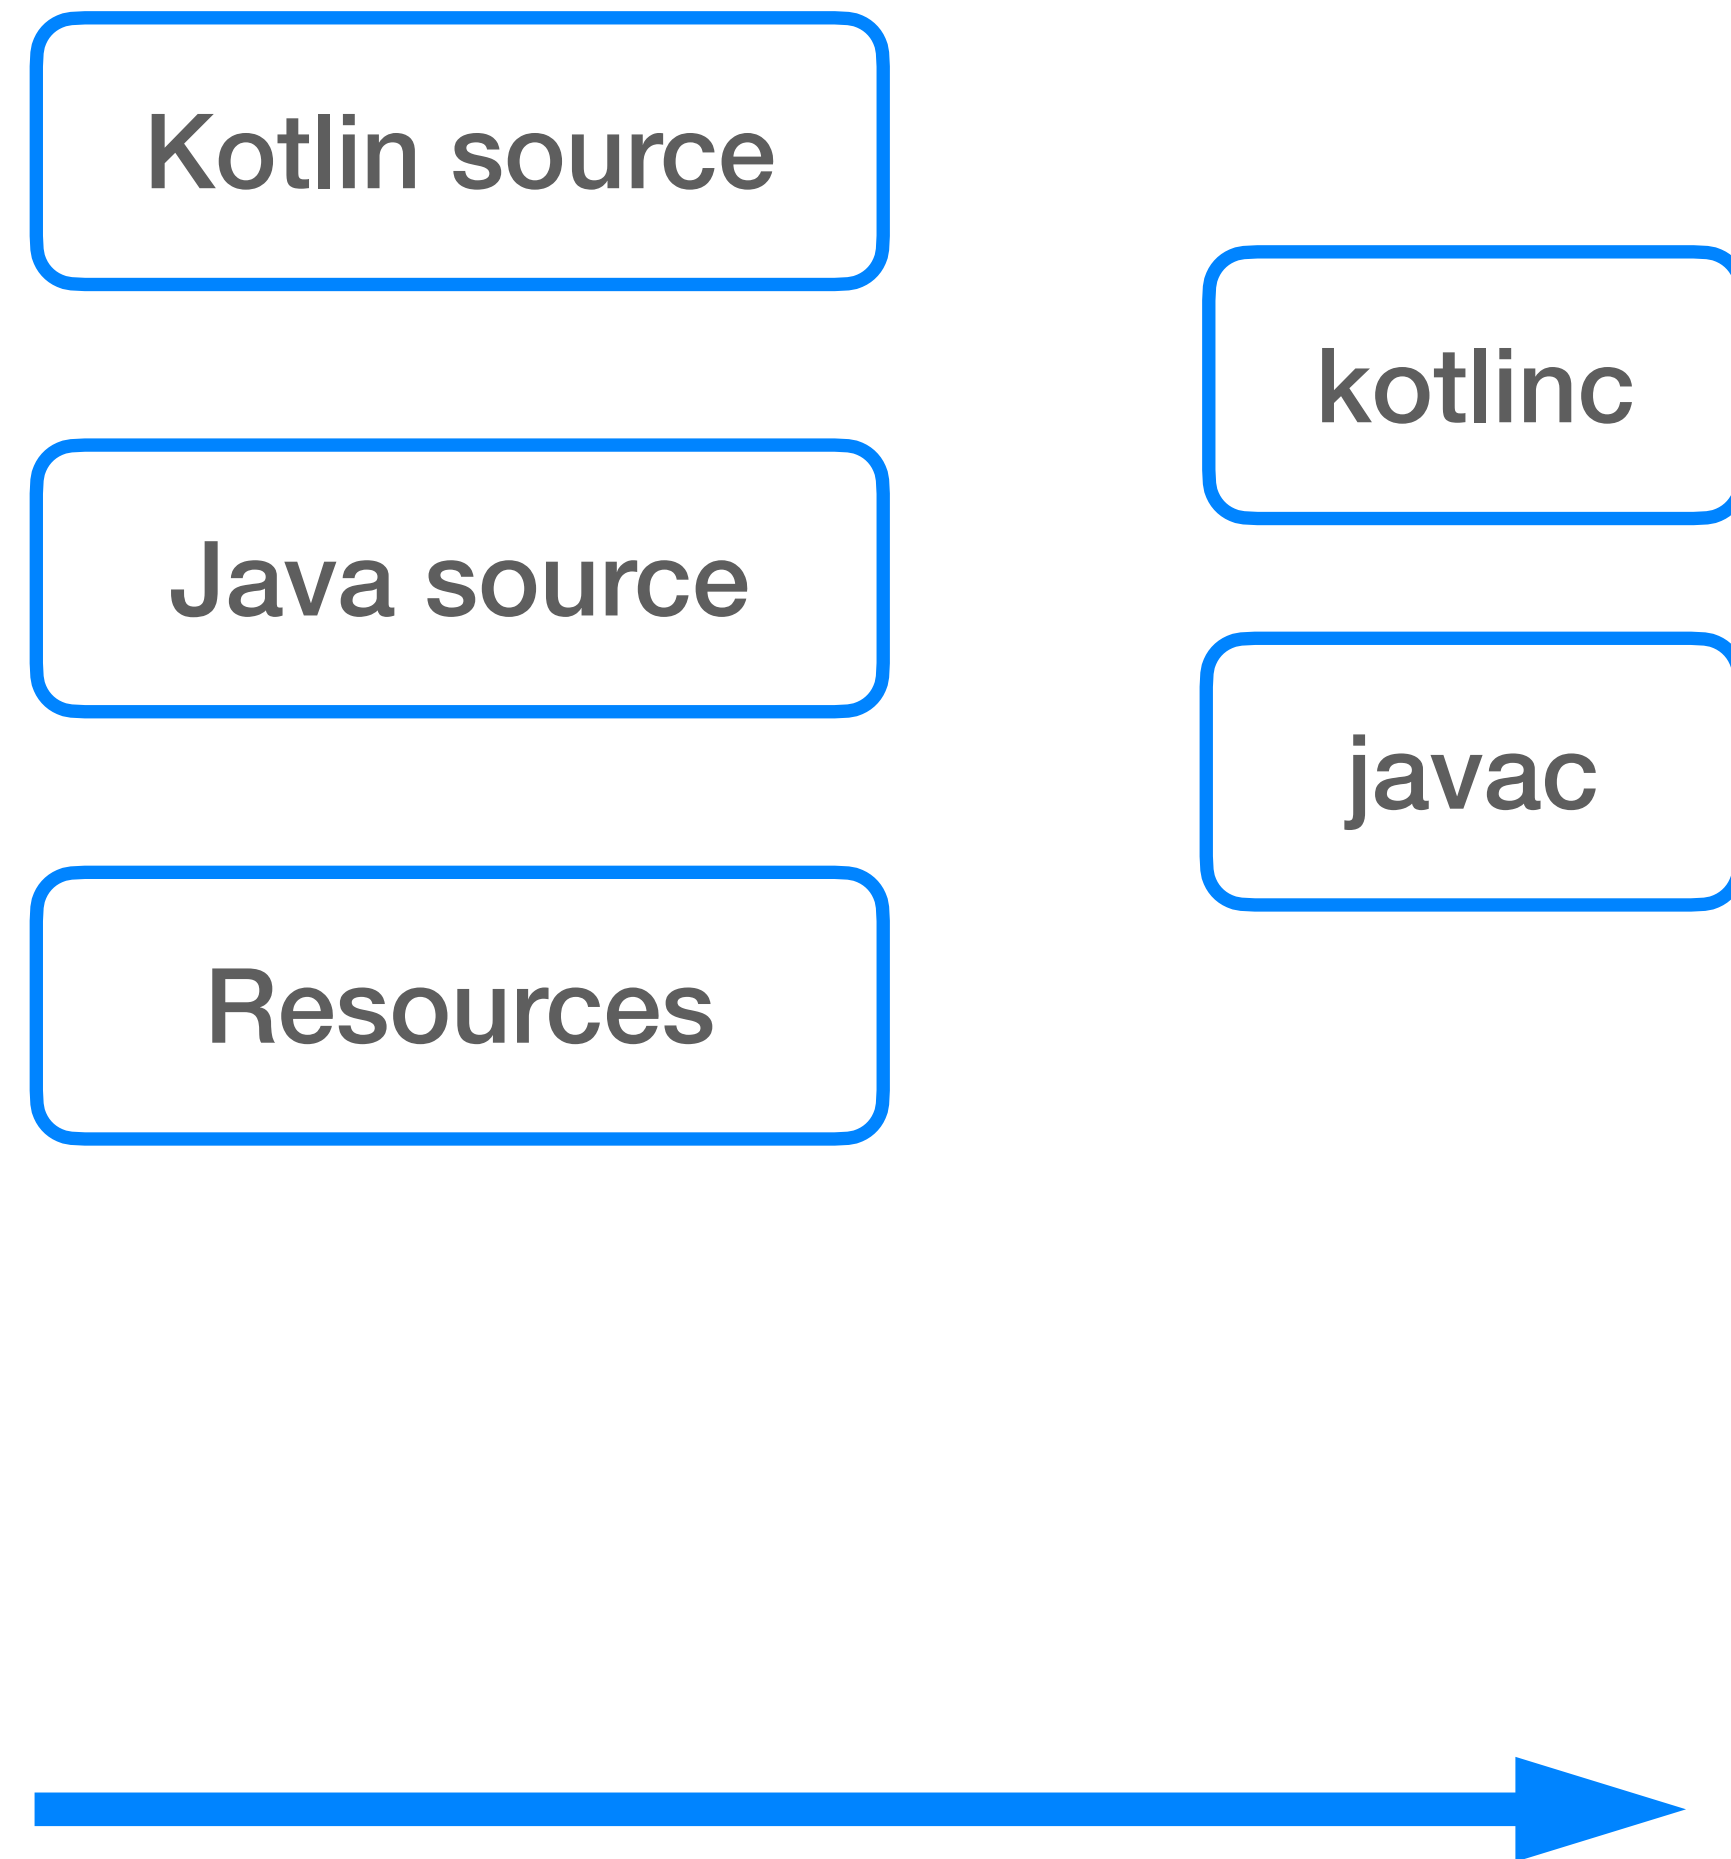 Kotlin source
Java source
Resources
kotlinc
javac